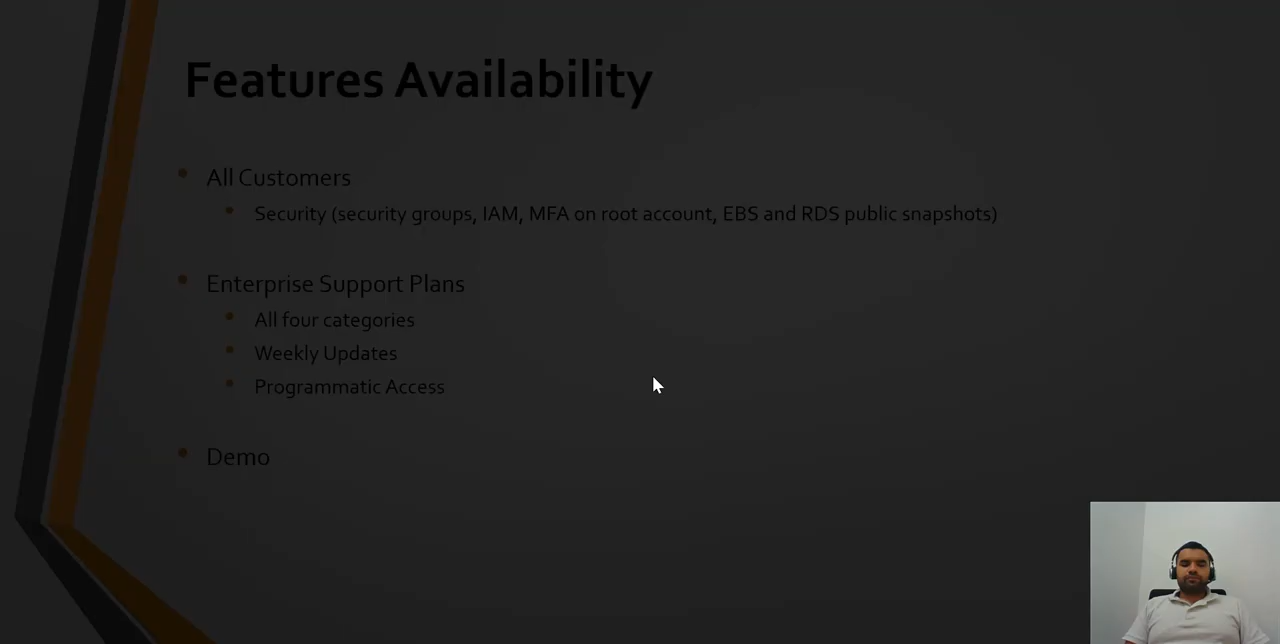 Features Availability
All Customers
Security (security groups, IAM, MFA on root account, EBS and RDS public snapshots)
Enterprise Support Plans
All four categories
Weekly Updates
Programmatic Access
Demo